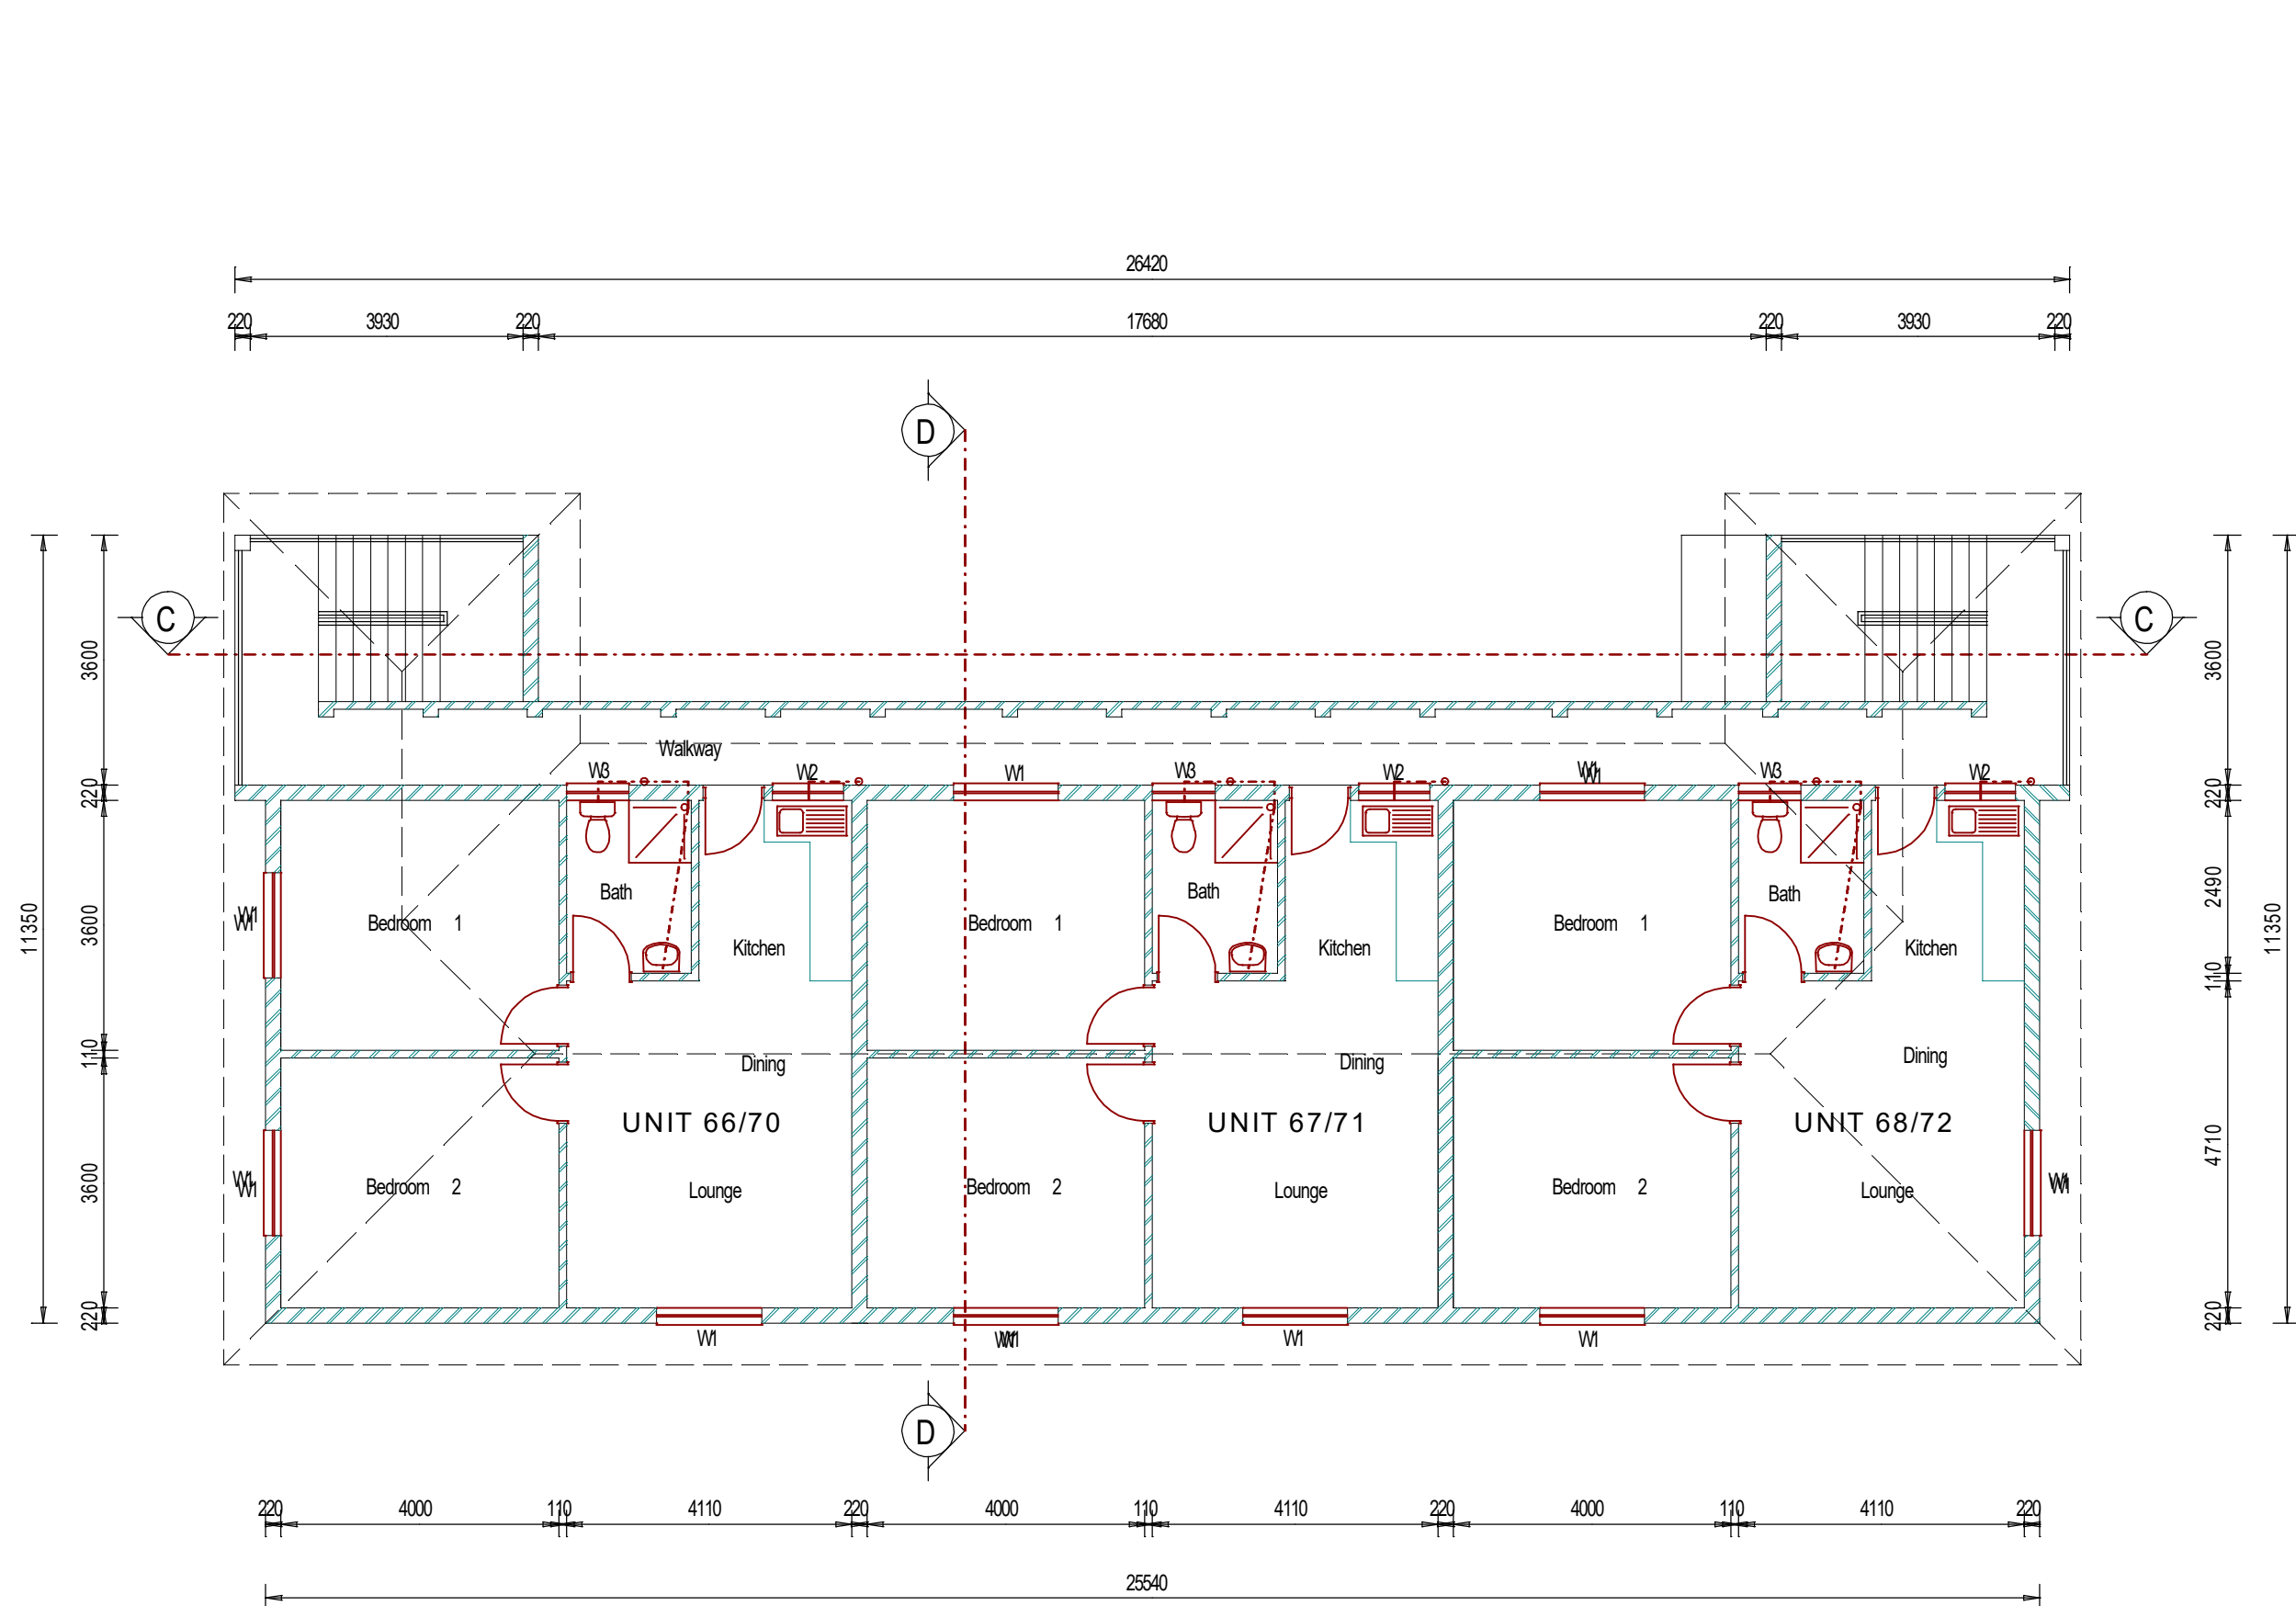 26420
220 3930 220 17680 220 3930 220
D
C C
3600 3600
Walkway
W3 W2 W1 W3 W2 W1 W1 W3 W2
220 220
Bath Bath Bath
2490
W1 W1 Bedroom 1 Bedroom 1 Bedroom 1
11350 3600 11350
Kitchen Kitchen Kitchen
110
110
Dining Dining Dining
UNIT 66/70 UNIT 67/71 UNIT 68/72
4710
W1 W1 Bedroom 2 Lounge Bedroom 2 Lounge Bedroom 2 Lounge W1 W1
3600
220 220
W1 W1 W1 W1 W1
D
220 4000 110 4110 220 4000 110 4110 220 4000 110 4110 220
25540